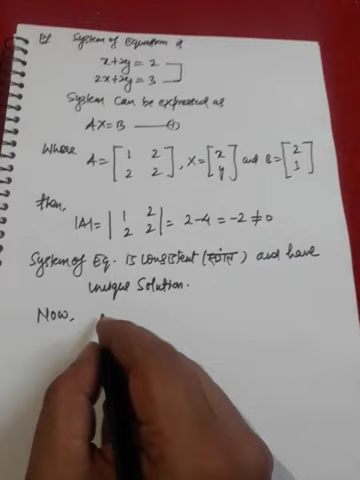 System of Equation is
x+2y=2
2x+2y=3
System can be expressed as
AX=B —①
Where A=[1 2 2 2], X=[x y] and B=[2 3]
then,
|A|=|1 2 2 2|= 2-4 = -2≠0
System of Eq. is consistent (संगत) and have
unique Solution.
Now,